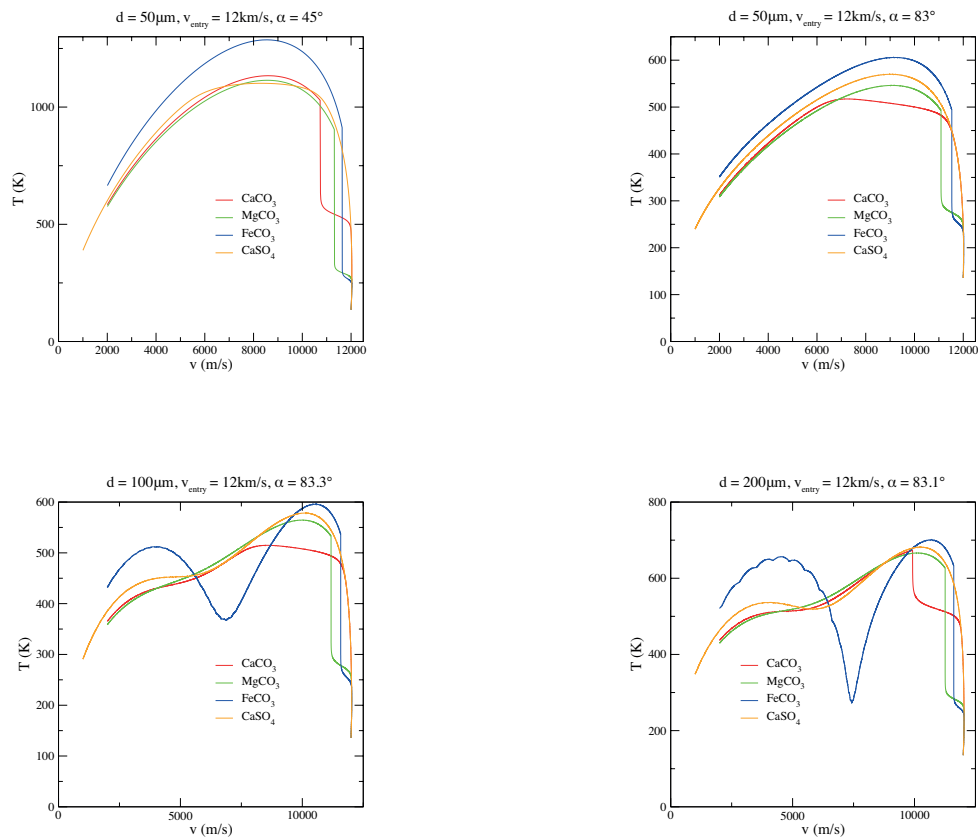 d = 50μm, v_entry = 12km/s, α = 45°
T (K)
1000
500
0
CaCO₃
MgCO₃
FeCO₃
CaSO₄
0 2000 4000 6000 8000 10000 12000
v (m/s)
d = 50μm, v_entry = 12km/s, α = 83°
T (K)
600
500
400
300
200
100
0
CaCO₃
MgCO₃
FeCO₃
CaSO₄
0 2000 4000 6000 8000 10000 12000
v (m/s)
d = 100μm, v_entry = 12km/s, α = 83.3°
T (K)
600
500
400
300
200
100
0
CaCO₃
MgCO₃
FeCO₃
CaSO₄
0 5000 10000
v (m/s)
d = 200μm, v_entry = 12km/s, α = 83.1°
T (K)
800
600
400
200
0
CaCO₃
MgCO₃
FeCO₃
CaSO₄
0 5000 10000
v (m/s)